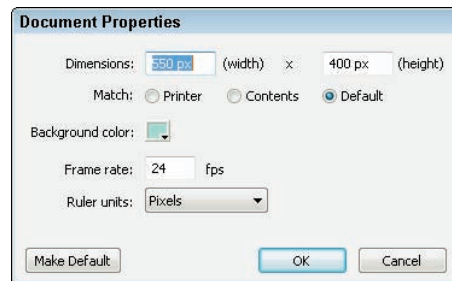 Document Properties
Dimensions: 550 px (width) x 400 px (height)
Match: Printer Contents Default
Background color:
Frame rate: 24 fps
Ruler units: Pixels
Make Default OK Cancel